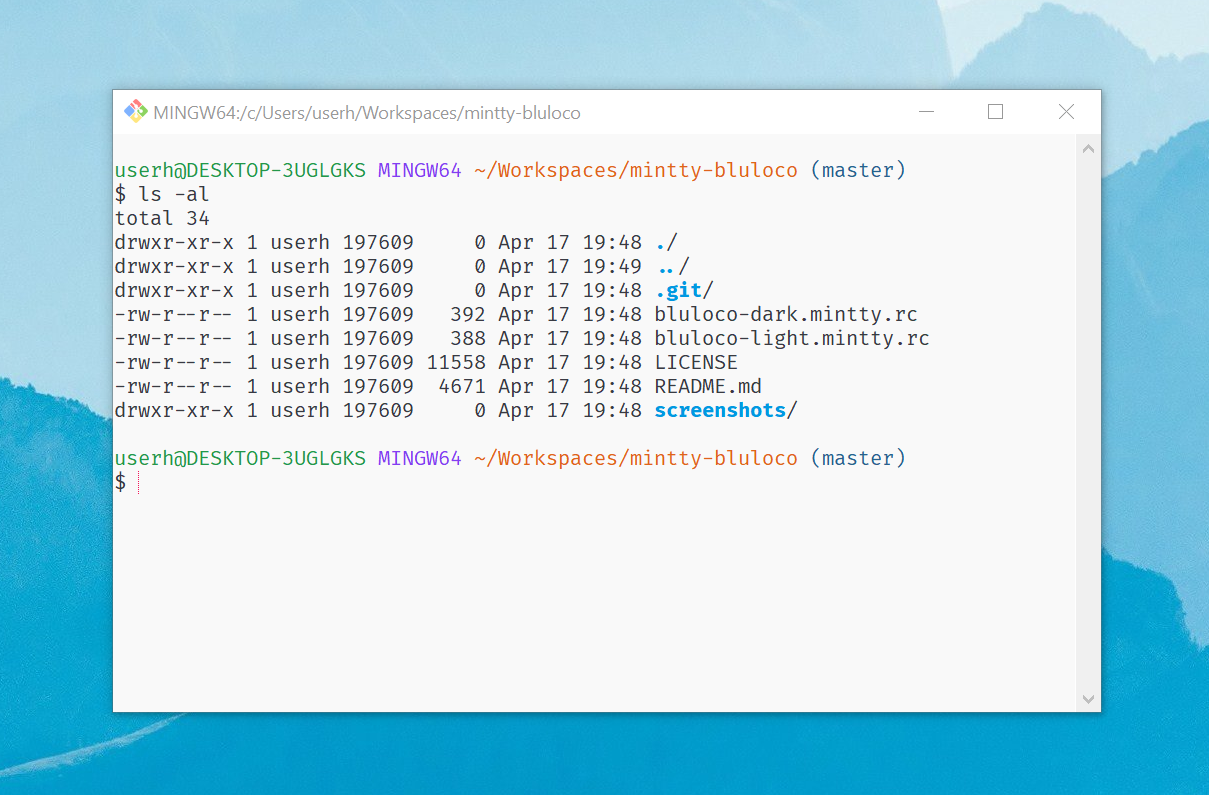 MINGW64:/c/Users/userh/Workspaces/mintty-bluloco
userh@DESKTOP-3UGLGKS MINGW64 ~/Workspaces/mintty-bluloco (master)
$ ls -al
total 34
drwxr-xr-x 1 userh 197609     0 Apr 17 19:48 ./
drwxr-xr-x 1 userh 197609     0 Apr 17 19:49 ../
drwxr-xr-x 1 userh 197609     0 Apr 17 19:48 .git/
-rw-r--r-- 1 userh 197609   392 Apr 17 19:48 bluloco-dark.mintty.rc
-rw-r--r-- 1 userh 197609   388 Apr 17 19:48 bluloco-light.mintty.rc
-rw-r--r-- 1 userh 197609 11558 Apr 17 19:48 LICENSE
-rw-r--r-- 1 userh 197609  4671 Apr 17 19:48 README.md
drwxr-xr-x 1 userh 197609     0 Apr 17 19:48 screenshots/
userh@DESKTOP-3UGLGKS MINGW64 ~/Workspaces/mintty-bluloco (master)
$